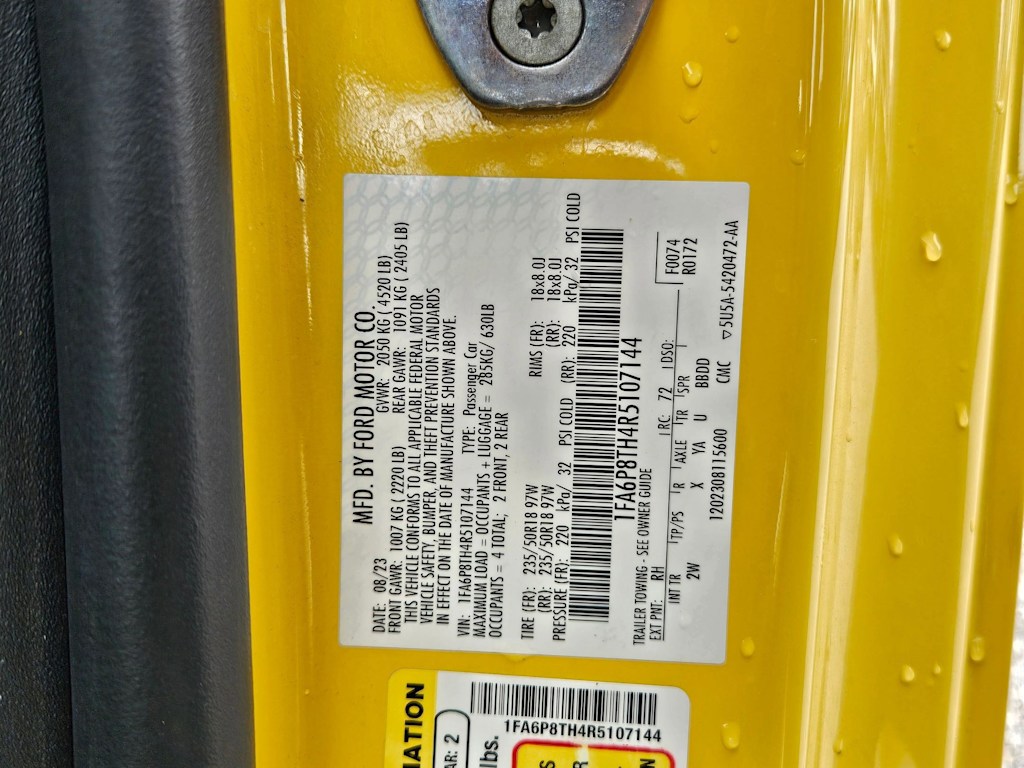 MFD. BY FORD MOTOR CO.
DATE: 08/23 GVWR: 2050 KG ( 4520 LB)
FRONT GAWR: 1007 KG ( 2220 LB) REAR GAWR: 1091 KG ( 2405 LB)
THIS VEHICLE CONFORMS TO ALL APPLICABLE FEDERAL MOTOR
VEHICLE SAFETY, BUMPER, AND THEFT PREVENTION STANDARDS
IN EFFECT ON THE DATE OF MANUFACTURE SHOWN ABOVE.
VIN: 1FA6P8TH4R5107144 TYPE: Passenger Car
MAXIMUM LOAD = OCCUPANTS + LUGGAGE = 285KG/ 630LB
OCCUPANTS = 4 TOTAL; 2 FRONT, 2 REAR
TIRE (FR): 235/50R18 97W RIMS (FR): 18x8.0J
(RR): 235/50R18 97W (RR): 18x8.0J
PRESSURE (FR): 220 kPa/ 32 PSI COLD (RR): 220 kPa/ 32 PSI COLD
1FA6P8TH4R5107144
TRAILER TOWING - SEE OWNER GUIDE
EXT PNT: RH RC: 72 DSO: F0074
R0172
INT TR TP/PS R AXLE TR SPR
2W X YA U BBDD
1202308115600 CMC ▽5U5A-5420472-AA
MATION
AR: 2
lbs.
1FA6P8TH4R5107144
S
R
N